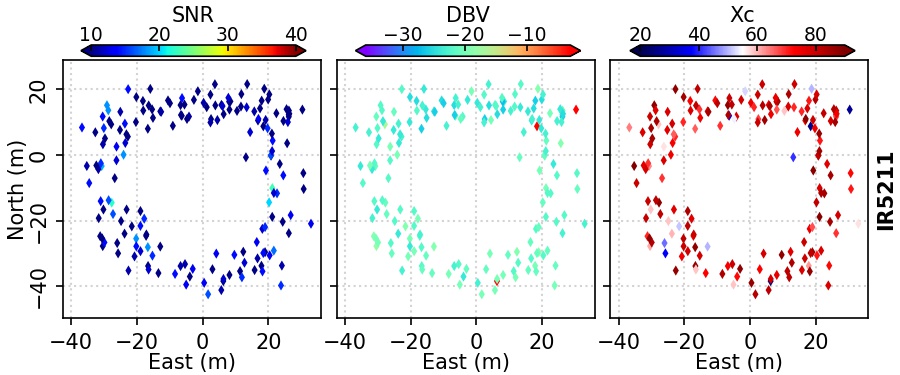 SNR
DBV
Xc
10 20 30 40
−30 −20 −10
20 40 60 80
20
0
−20
−40
North (m)
−40 −20 0 20
−40 −20 0 20
−40 −20 0 20
East (m)
East (m)
East (m)
IR5211